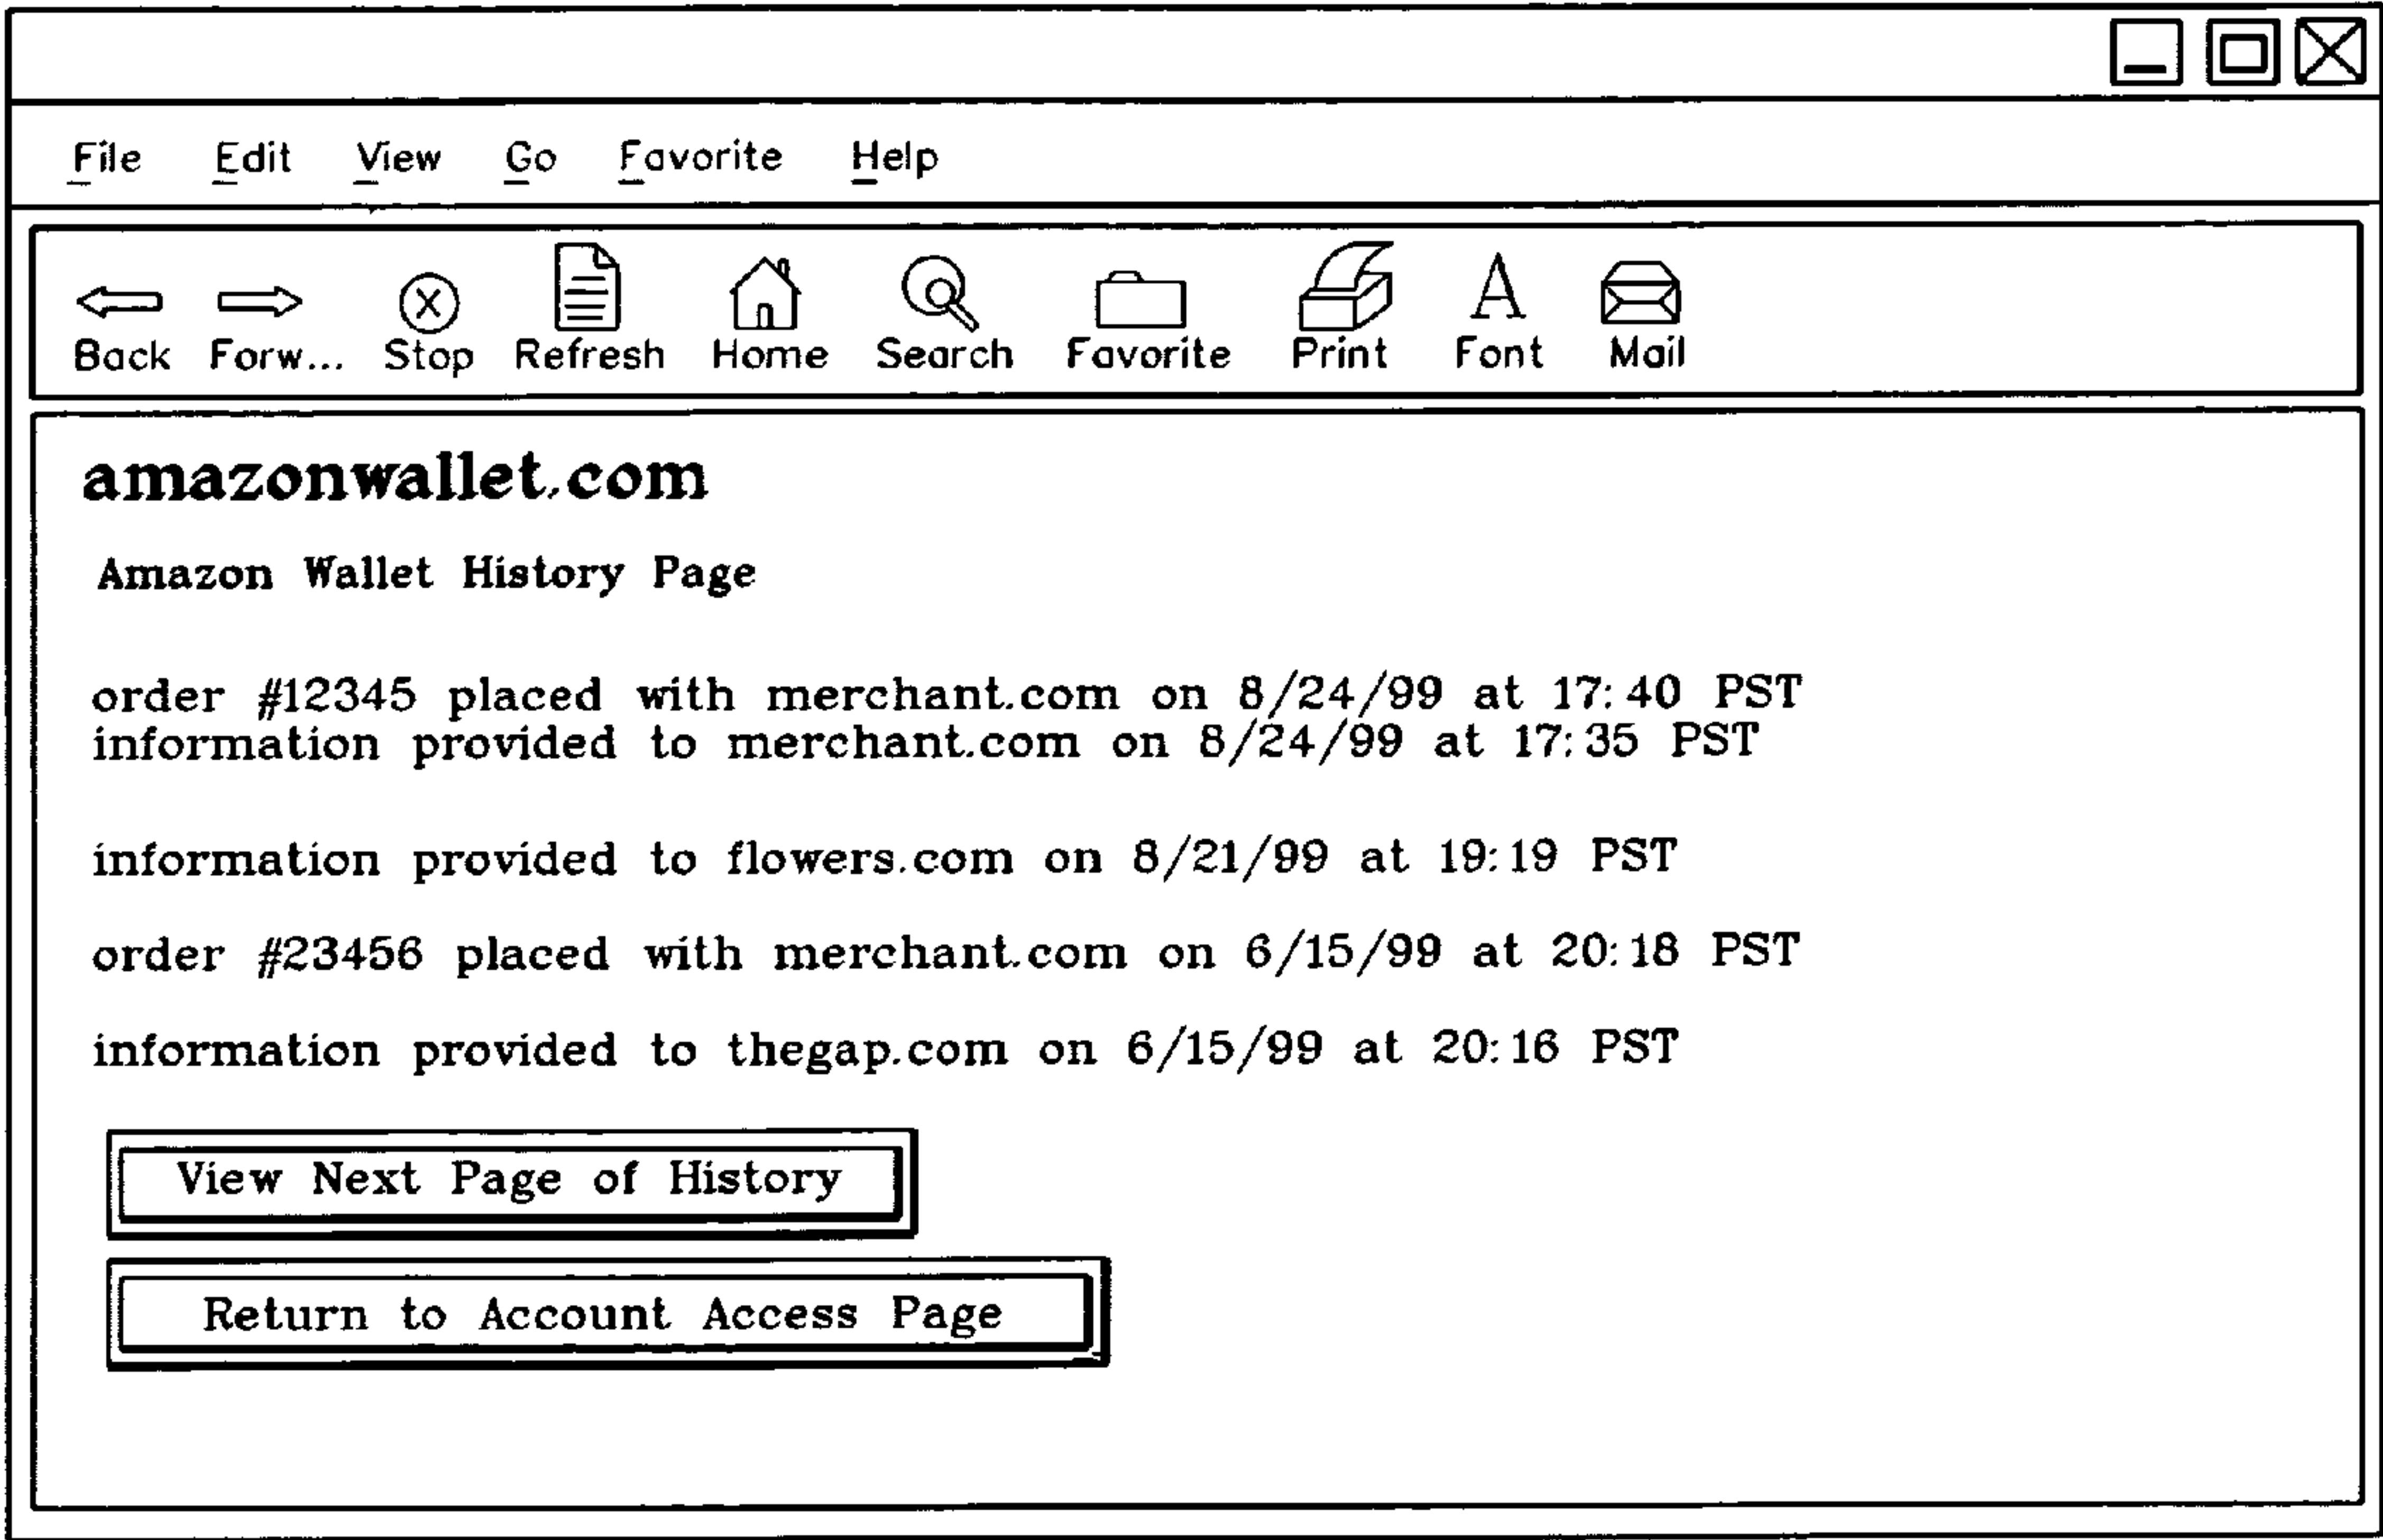 File Edit View Go Favorite Help
Back Forw... Stop Refresh Home Search Favorite Print Font Mail
amazonwallet.com
Amazon Wallet History Page
order #12345 placed with merchant.com on 8/24/99 at 17:40 PST
information provided to merchant.com on 8/24/99 at 17:35 PST
information provided to flowers.com on 8/21/99 at 19:19 PST
order #23456 placed with merchant.com on 6/15/99 at 20:18 PST
information provided to thegap.com on 6/15/99 at 20:16 PST
View Next Page of History
Return to Account Access Page